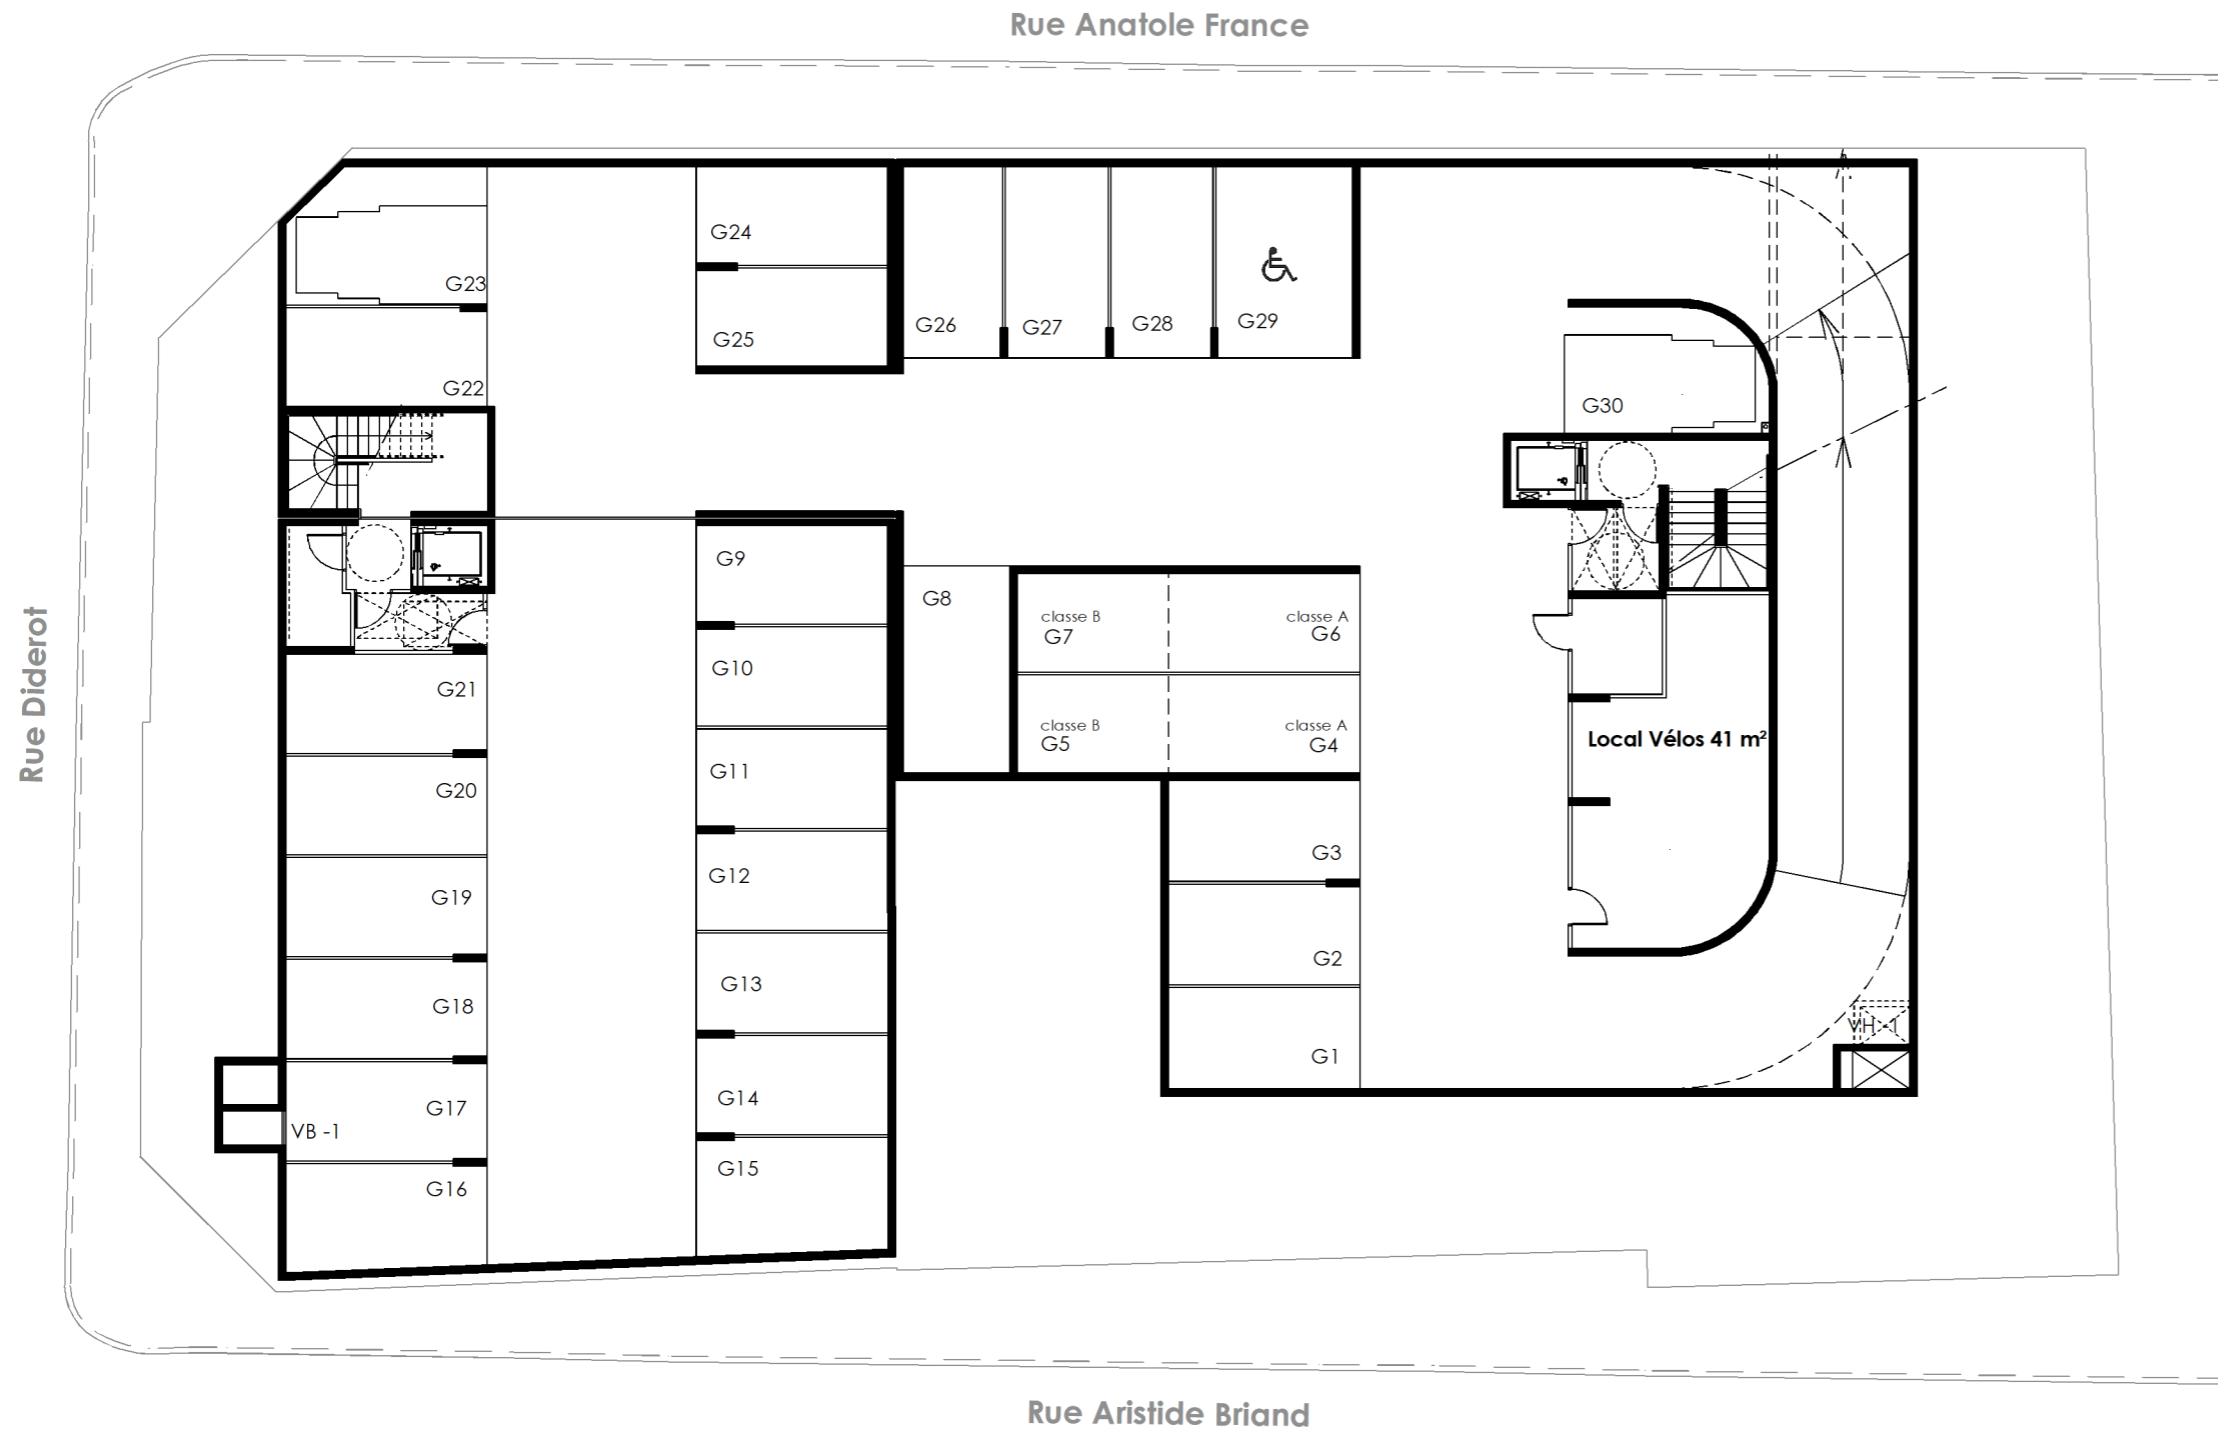 Rue Anatole France
G24
G23
G25
G26
G27
G28
G29
G22
G30
G9
G8
classe B
G7
classe A
G6
G10
G21
classe B
G5
classe A
G4
Local Vélos 41 m²
G11
G20
Rue Diderot
G3
G12
G19
G2
G13
G18
VH -1
G1
G14
G17
VB -1
G15
G16
Rue Aristide Briand